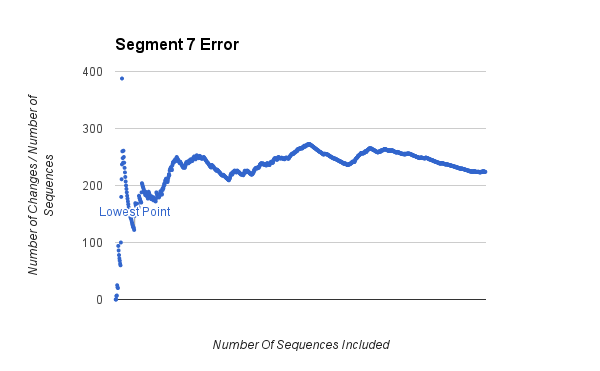 Segment 7 Error
Number of Changes / Number of
Sequences
400
300
200
Lowest Point
100
0
Number Of Sequences Included